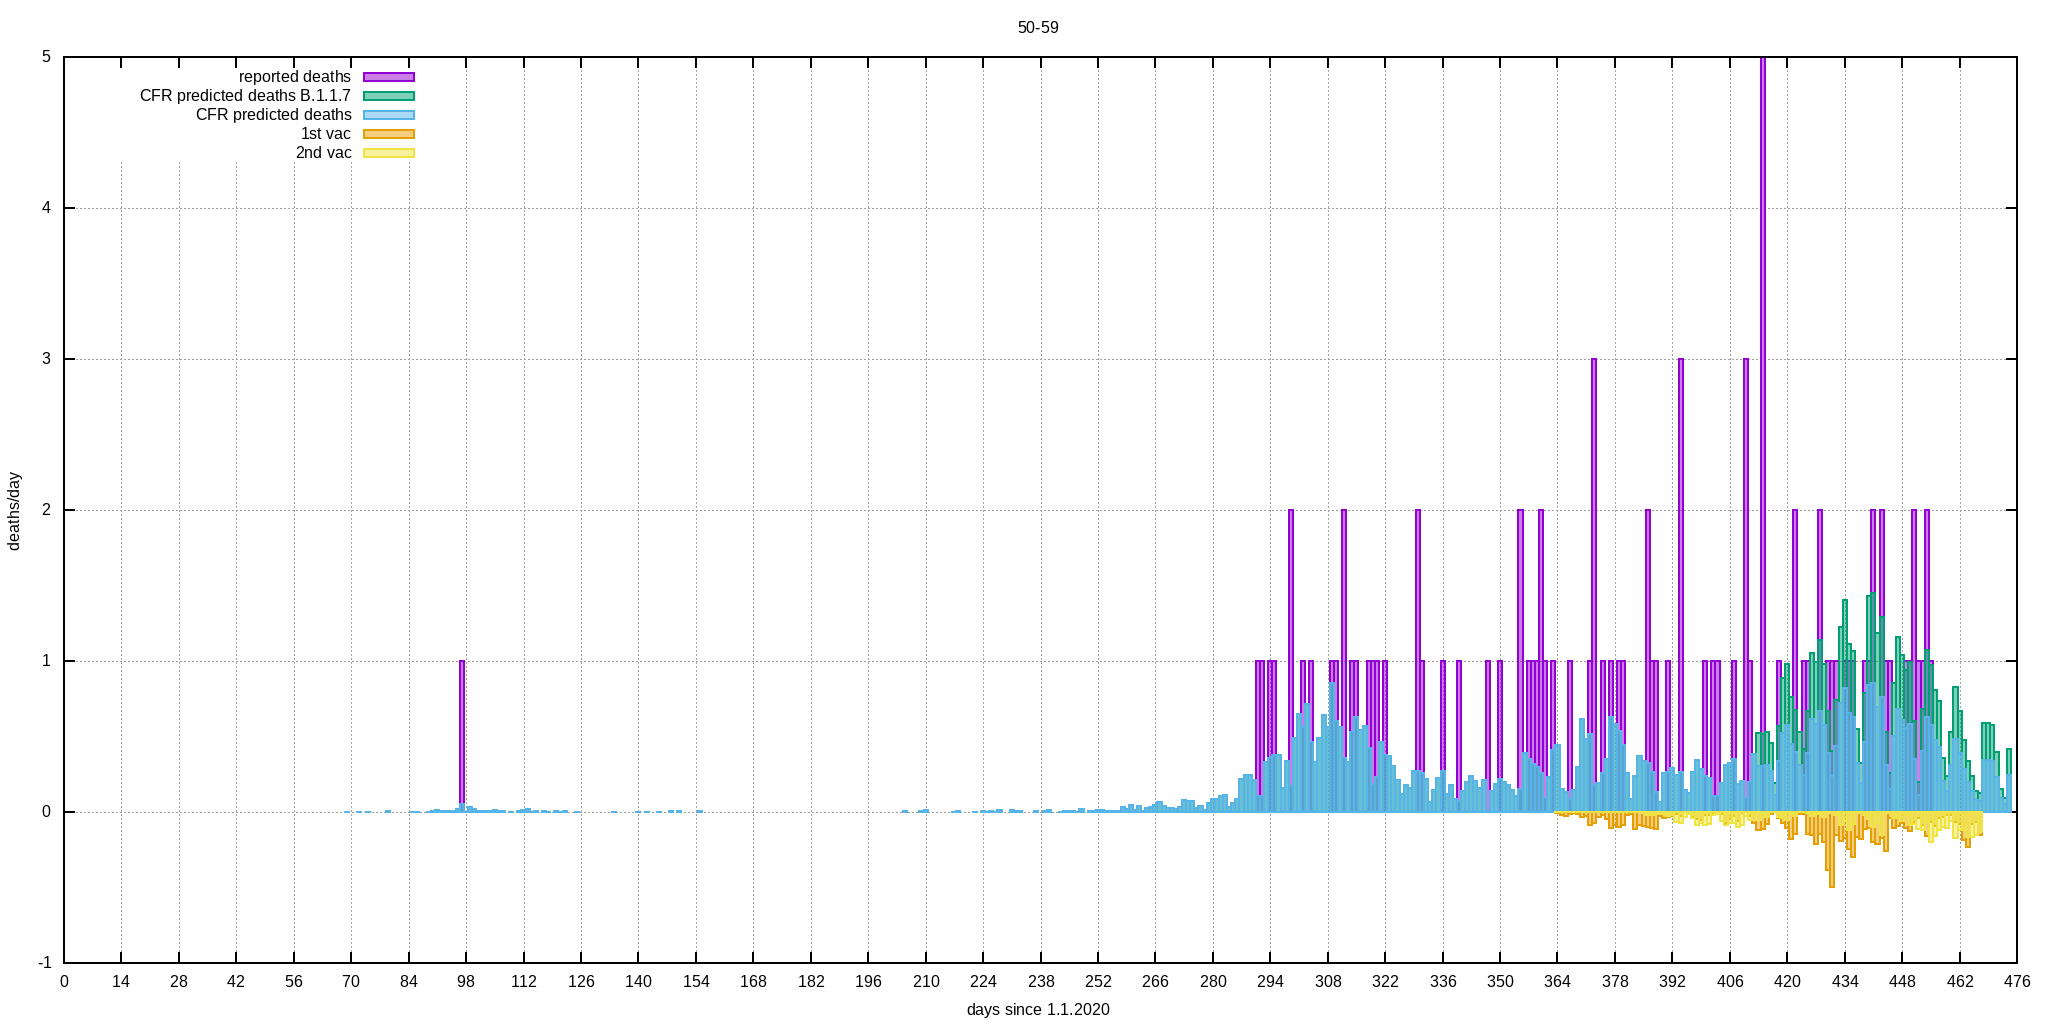 50-59
5
reported deaths
CFR predicted deaths B.1.1.7
CFR predicted deaths
1st vac
2nd vac
4
3
2
deaths/day
1
0
-1
0 14 28 42 56 70 84 98 112 126 140 154 168 182 196 210 224 238 252 266 280 294 308 322 336 350 364 378 392 406 420 434 448 462 476
days since 1.1.2020